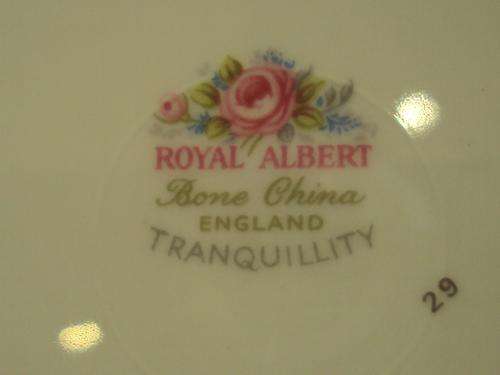 ROYAL ALBERT
Bone China
ENGLAND
TRANQUILLITY
29